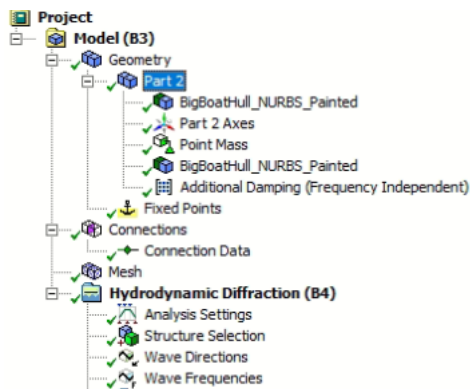 Project
Model (B3)
Geometry
Part 2
BigBoatHull_NURBS_Painted
Part 2 Axes
Point Mass
BigBoatHull_NURBS_Painted
Additional Damping (Frequency Independent)
Fixed Points
Connections
Connection Data
Mesh
Hydrodynamic Diffraction (B4)
Analysis Settings
Structure Selection
Wave Directions
Wave Frequencies